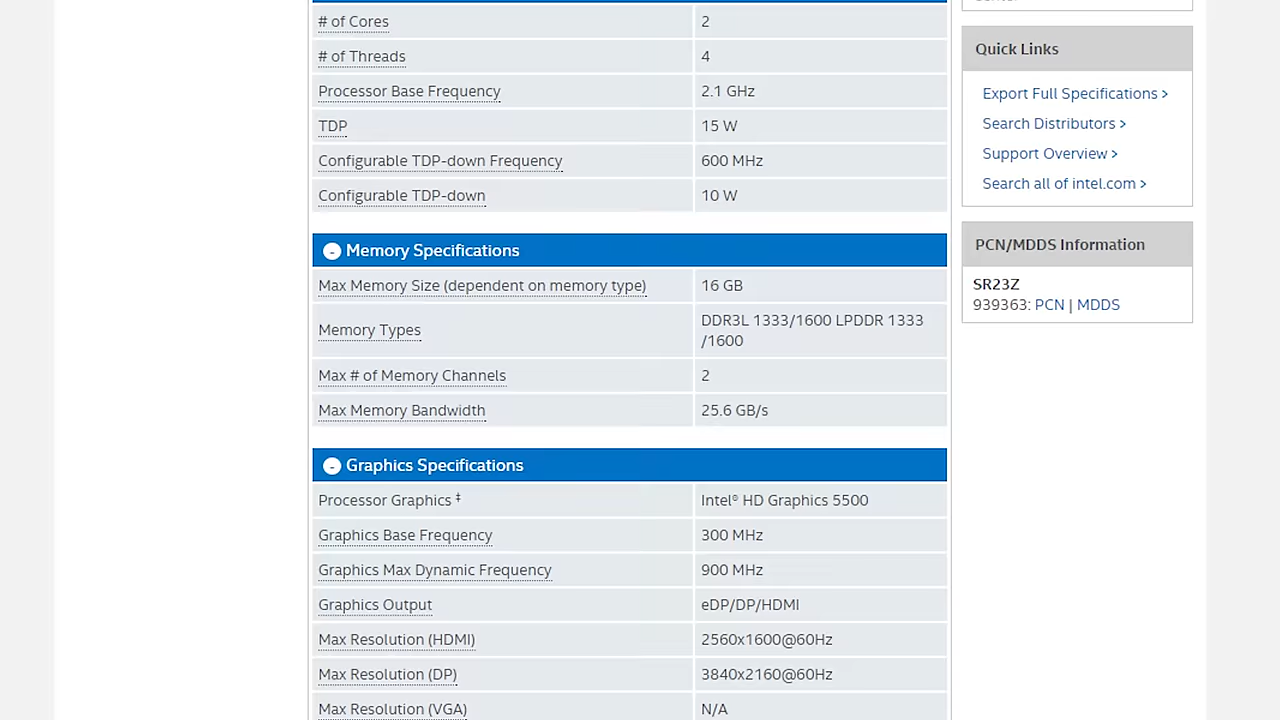 # of Cores 2
# of Threads 4
Processor Base Frequency 2.1 GHz
TDP 15 W
Configurable TDP-down Frequency 600 MHz
Configurable TDP-down 10 W
- Memory Specifications
Max Memory Size (dependent on memory type) 16 GB
Memory Types DDR3L 1333/1600 LPDDR 1333
/1600
Max # of Memory Channels 2
Max Memory Bandwidth 25.6 GB/s
- Graphics Specifications
Processor Graphics ‡ Intel® HD Graphics 5500
Graphics Base Frequency 300 MHz
Graphics Max Dynamic Frequency 900 MHz
Graphics Output eDP/DP/HDMI
Max Resolution (HDMI) 2560x1600@60Hz
Max Resolution (DP) 3840x2160@60Hz
Max Resolution (VGA) N/A
Quick Links
Export Full Specifications >
Search Distributors >
Support Overview >
Search all of intel.com >
PCN/MDDS Information
SR23Z
939363: PCN | MDDS